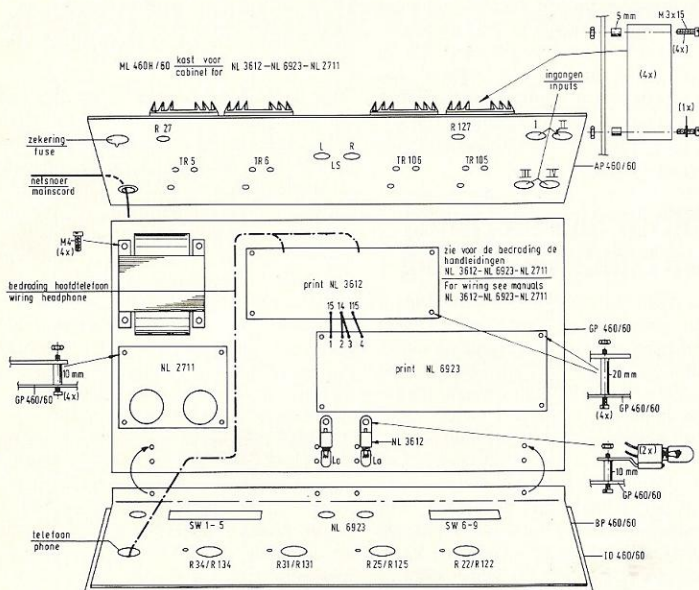 ML 460H/60 kast voor cabinet for NL 3612-NL 6923-NL 2711
5 mm
M3x15
(4x)
(4x)
(1x)
ingangen
inputs
zekering
fuse
R 27
L
R
LS
R 127
I
II
TR 5
TR 6
TR 106
TR 105
III
IV
AP 460/60
netsnoer
mainscord
M4
(4x)
bedrading hoofdtelefoon
wiring headphone
print NL 3612
15 14 115
1 2 3 4
zie voor de bedrading de
handleidingen
NL 3612-NL 6923-NL 2711
For wiring see manuals
NL 3612-NL 6923-NL 2711
GP 460/60
NL 2711
print NL 6923
10 mm
GP 460/60
(4x)
20 mm
GP 460/60
(4x)
NL 3612
La
La
(2x)
10 mm
GP 460/60
SW 1-5
NL 6923
SW 6-9
BP 460/60
telefoon
phone
R34/R134
R31/R131
R25/R125
R22/R122
IO 460/60